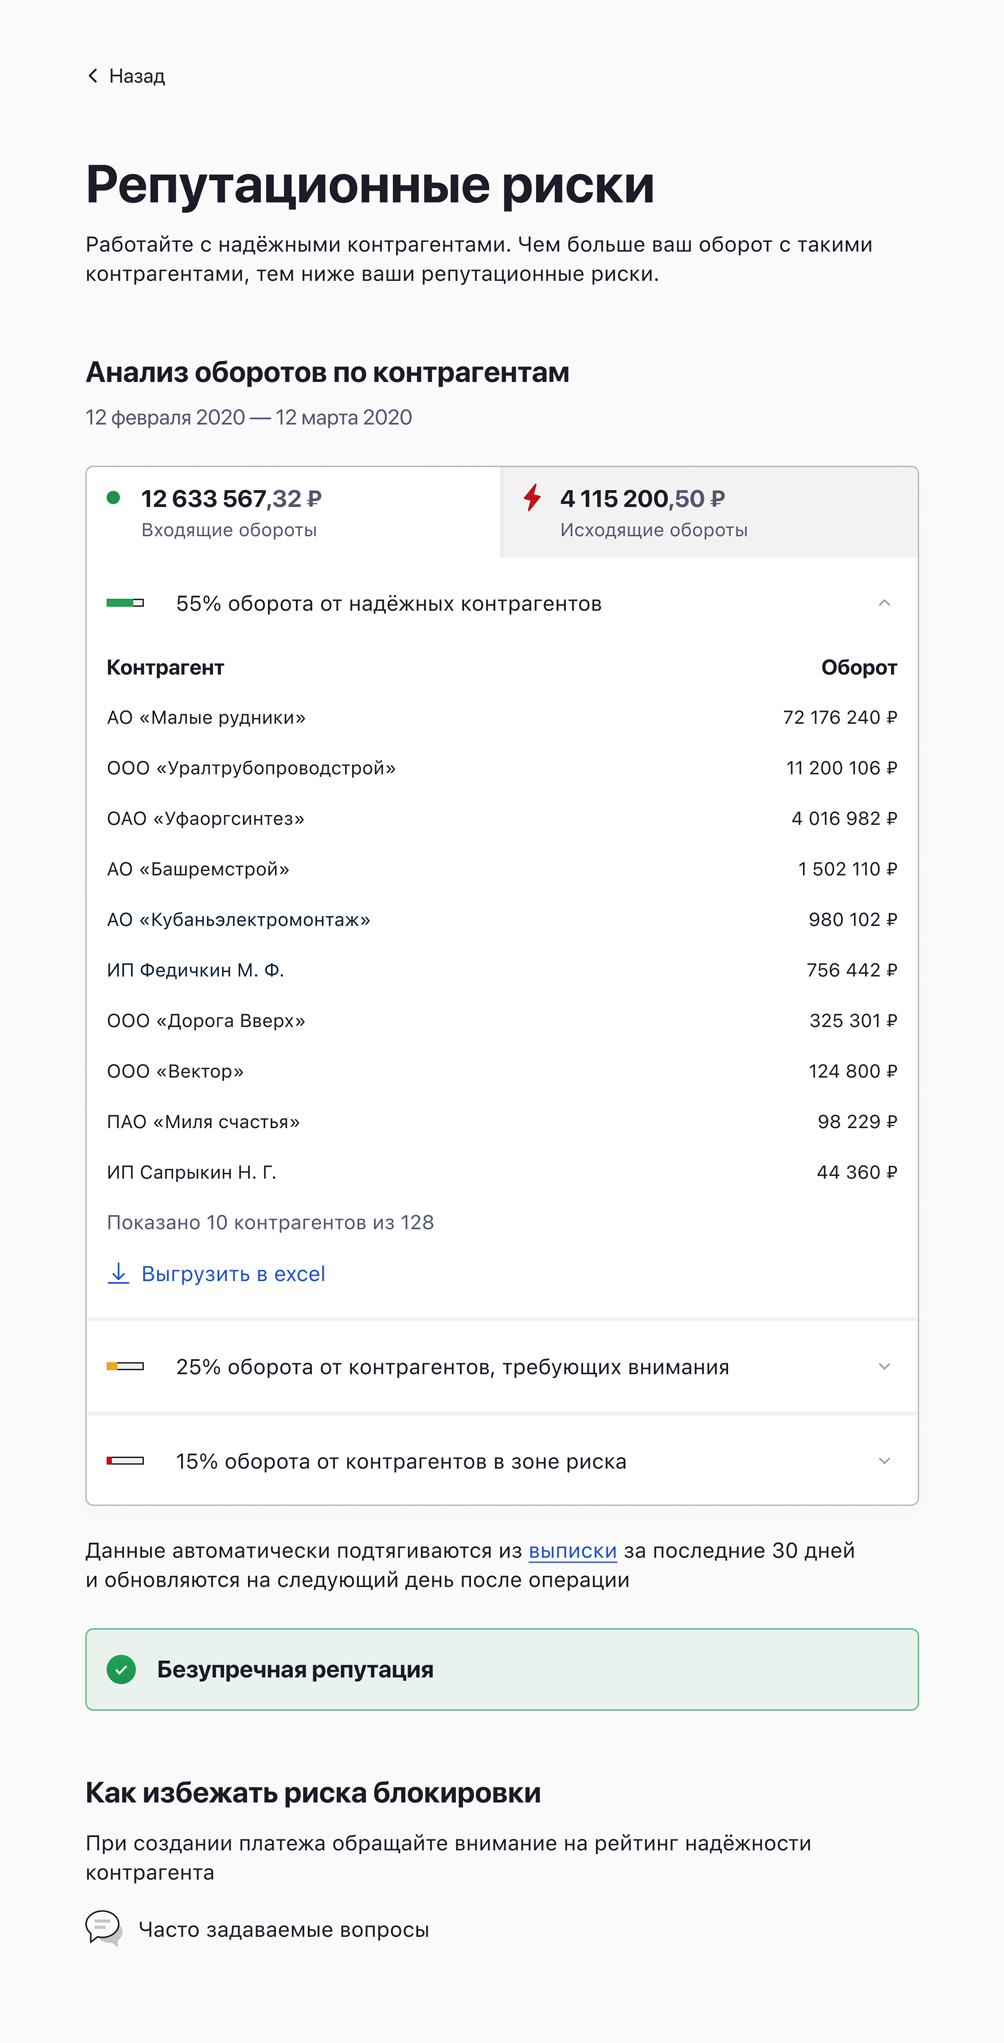 Назад
Репутационные риски
Работайте с надёжными контрагентами. Чем больше ваш оборот с такими
контрагентами, тем ниже ваши репутационные риски.
Анализ оборотов по контрагентам
12 февраля 2020 — 12 марта 2020
12 633 567,32 ₽
Входящие обороты
4 115 200,50 ₽
Исходящие обороты
55% оборота от надёжных контрагентов
Контрагент Оборот
АО «Малые рудники» 72 176 240 ₽
ООО «Уралтрубопроводстрой» 11 200 106 ₽
ОАО «Уфаоргсинтез» 4 016 982 ₽
АО «Башремстрой» 1 502 110 ₽
АО «Кубаньэлектромонтаж» 980 102 ₽
ИП Федичкин М. Ф. 756 442 ₽
ООО «Дорога Вверх» 325 301 ₽
ООО «Вектор» 124 800 ₽
ПАО «Миля счастья» 98 229 ₽
ИП Сапрыкин Н. Г. 44 360 ₽
Показано 10 контрагентов из 128
Выгрузить в excel
25% оборота от контрагентов, требующих внимания
15% оборота от контрагентов в зоне риска
Данные автоматически подтягиваются из выписки за последние 30 дней
и обновляются на следующий день после операции
Безупречная репутация
Как избежать риска блокировки
При создании платежа обращайте внимание на рейтинг надёжности
контрагента
Часто задаваемые вопросы